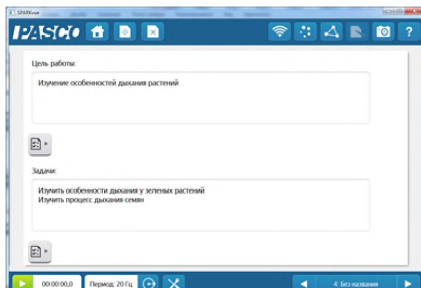 SPARKvue
PASCO
?
Цель работы:
Изучение особенностей дыхания растений
Задачи:
Изучить особенности дыхания у зеленых растений
Изучить процесс дыхания семян
00:00:00,0 Период: 20 Гц 4: Без названия